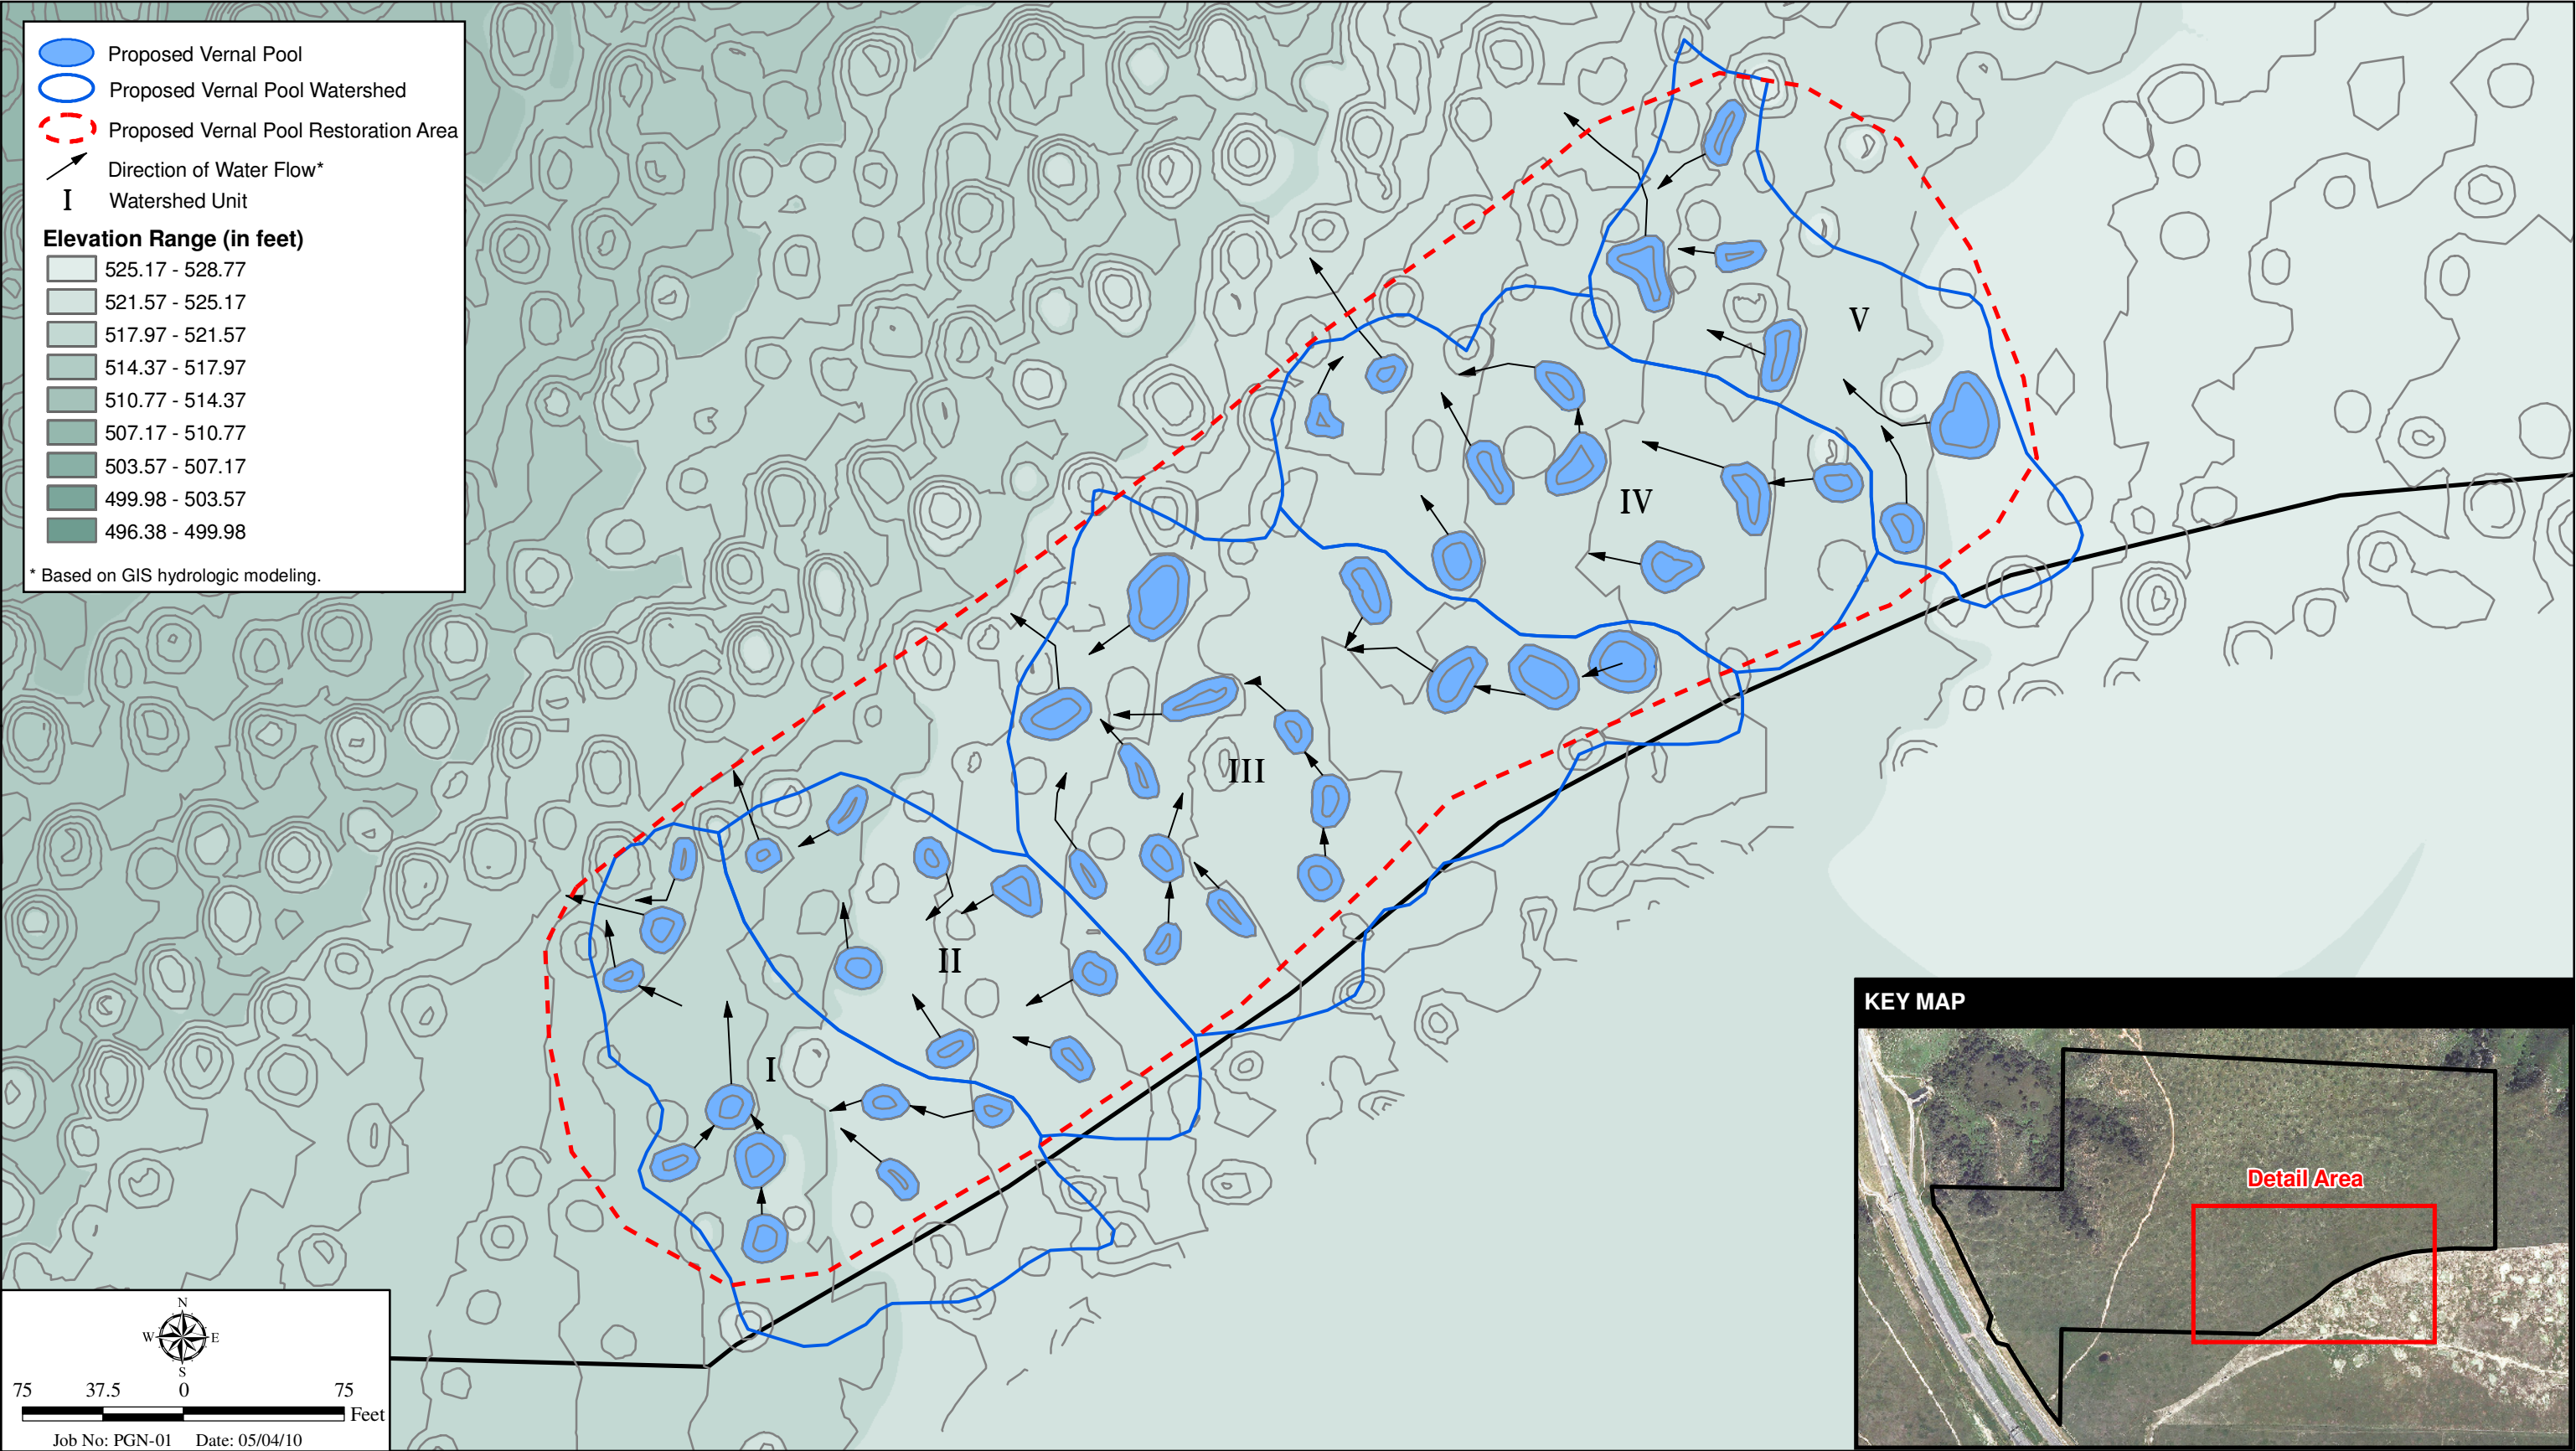 Proposed Vernal Pool
Proposed Vernal Pool Watershed
Proposed Vernal Pool Restoration Area
Direction of Water Flow*
I Watershed Unit
Elevation Range (in feet)
525.17 - 528.77
521.57 - 525.17
517.97 - 521.57
514.37 - 517.97
510.77 - 514.37
507.17 - 510.77
503.57 - 507.17
499.98 - 503.57
496.38 - 499.98
* Based on GIS hydrologic modeling.
V
IV
III
II
I
KEY MAP
Detail Area
N
W E
S
75 37.5 0 75
Feet
Job No: PGN-01 Date: 05/04/10